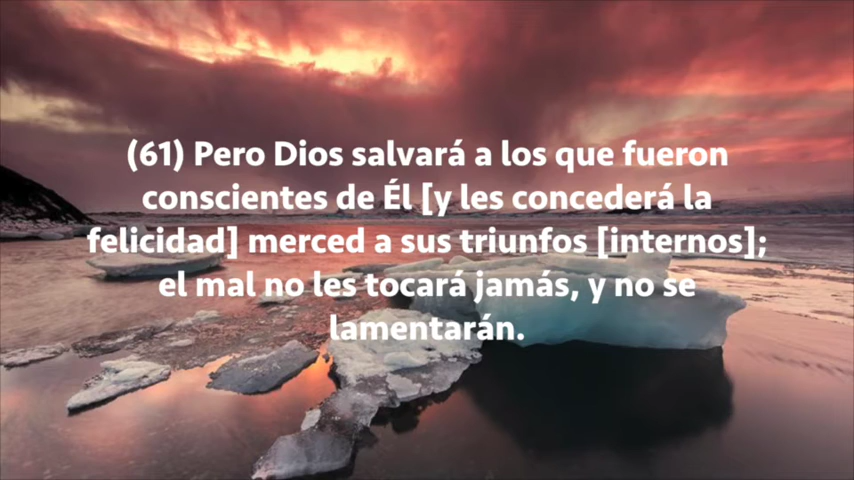 (61) Pero Dios salvará a los que fueron
conscientes de Él [y les concederá la
felicidad] merced a sus triunfos [internos];
el mal no les tocará jamás, y no se
lamentarán.